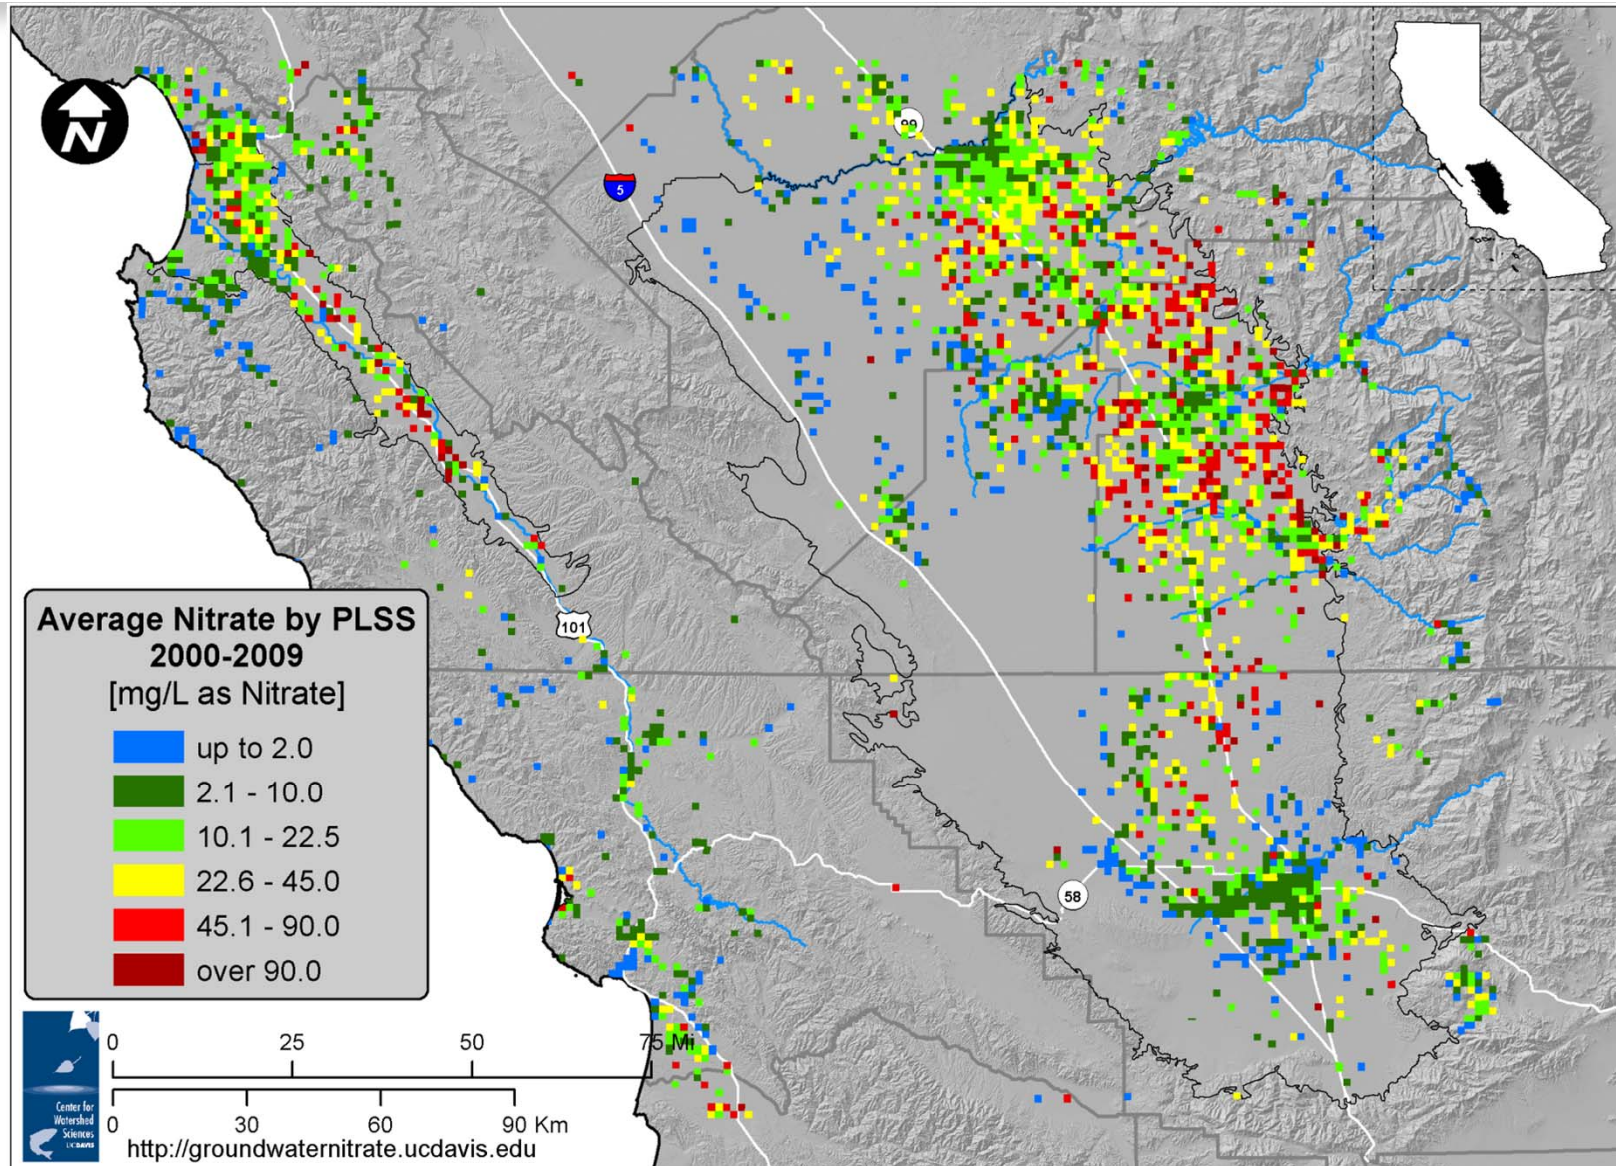 N
5
99
101
58
Average Nitrate by PLSS
2000-2009
[mg/L as Nitrate]
up to 2.0
2.1 - 10.0
10.1 - 22.5
22.6 - 45.0
45.1 - 90.0
over 90.0
0 25 50 75 Mi
0 30 60 90 Km
Center for
Watershed
Sciences
UC DAVIS
http://groundwaternitrate.ucdavis.edu